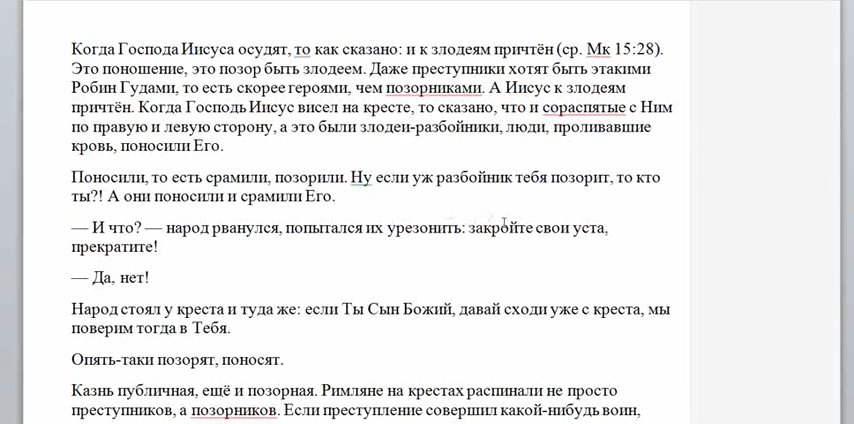 Когда Господа Иисуса осудят, то как сказано: и к злодеям причтён (ср. Мк 15:28).
Это поношение, это позор быть злодеем. Даже преступники хотят быть этакими
Робин Гудами, то есть скорее героями, чем позорниками. А Иисус к злодеям
причтён. Когда Господь Иисус висел на кресте, то сказано, что и сораспятые с Ним
по правую и левую сторону, а это были злодеи-разбойники, люди, проливавшие
кровь, поносили Его.
Поносили, то есть срамили, позорили. Ну если уж разбойник тебя позорит, то кто
ты?! А они поносили и срамили Его.
— И что? — народ рванулся, попытался их урезонить: закройте свои уста,
прекратите!
— Да, нет!
Народ стоял у креста и туда же: если Ты Сын Божий, давай сходи уже с креста, мы
поверим тогда в Тебя.
Опять-таки позорят, поносят.
Казнь публичная, ещё и позорная. Римляне на крестах распинали не просто
преступников, а позорников. Если преступление совершил какой-нибудь воин,